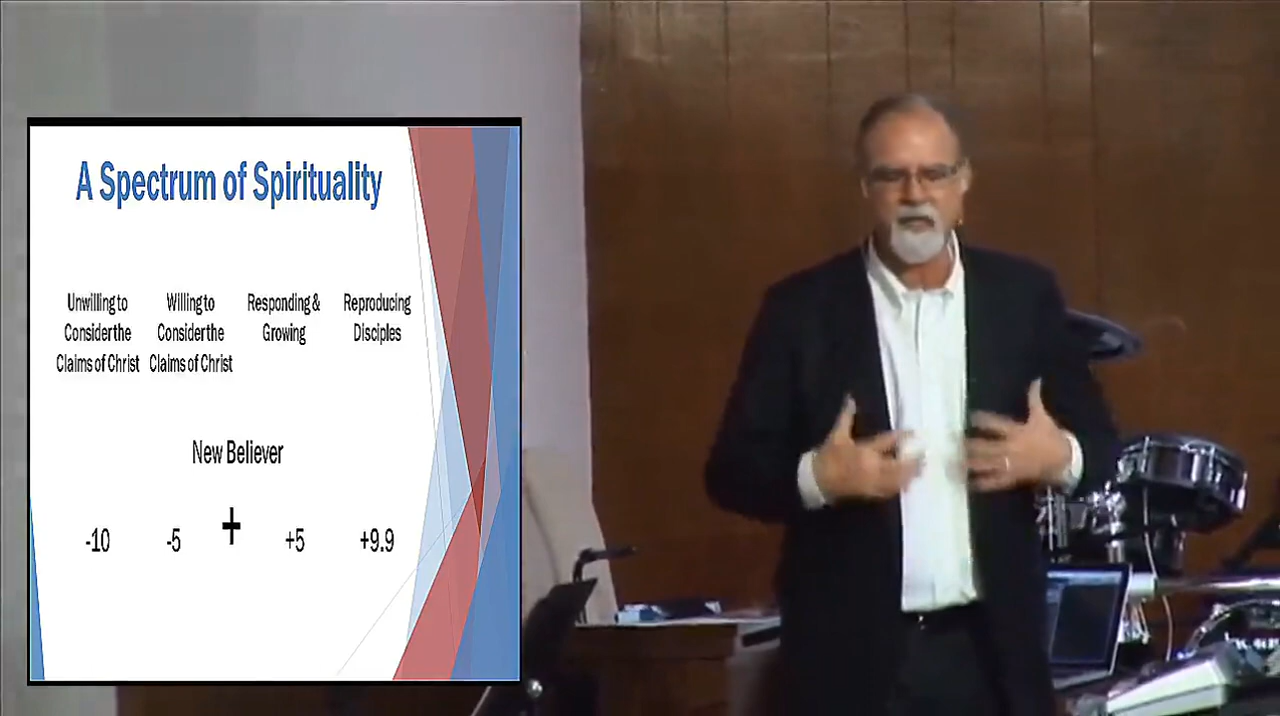 A Spectrum of Spirituality
Unwilling to
Consider the
Claims of Christ
Willing to
Consider the
Claims of Christ
Responding &
Growing
Reproducing
Disciples
New Believer
-10 -5 + +5 +9.9